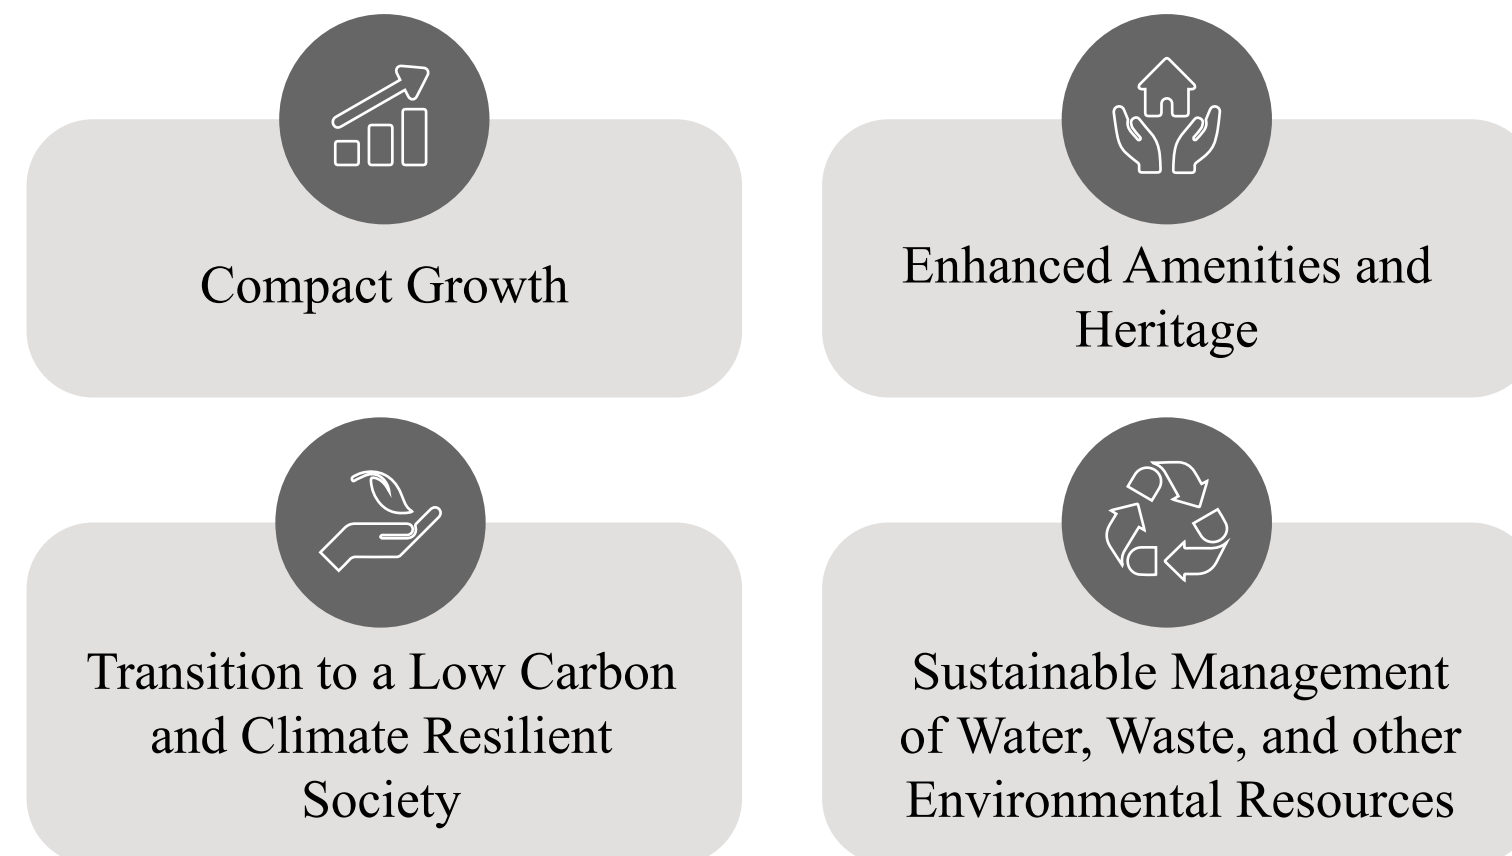 Compact Growth
Enhanced Amenities and
Heritage
Transition to a Low Carbon
and Climate Resilient
Society
Sustainable Management
of Water, Waste, and other
Environmental Resources